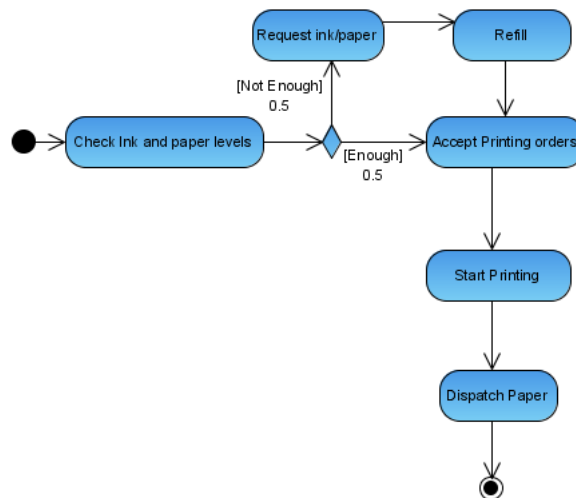 Request ink/paper
Refill
[Not Enough]
0.5
Check Ink and paper levels
Accept Printing orders
[Enough]
0.5
Start Printing
Dispatch Paper